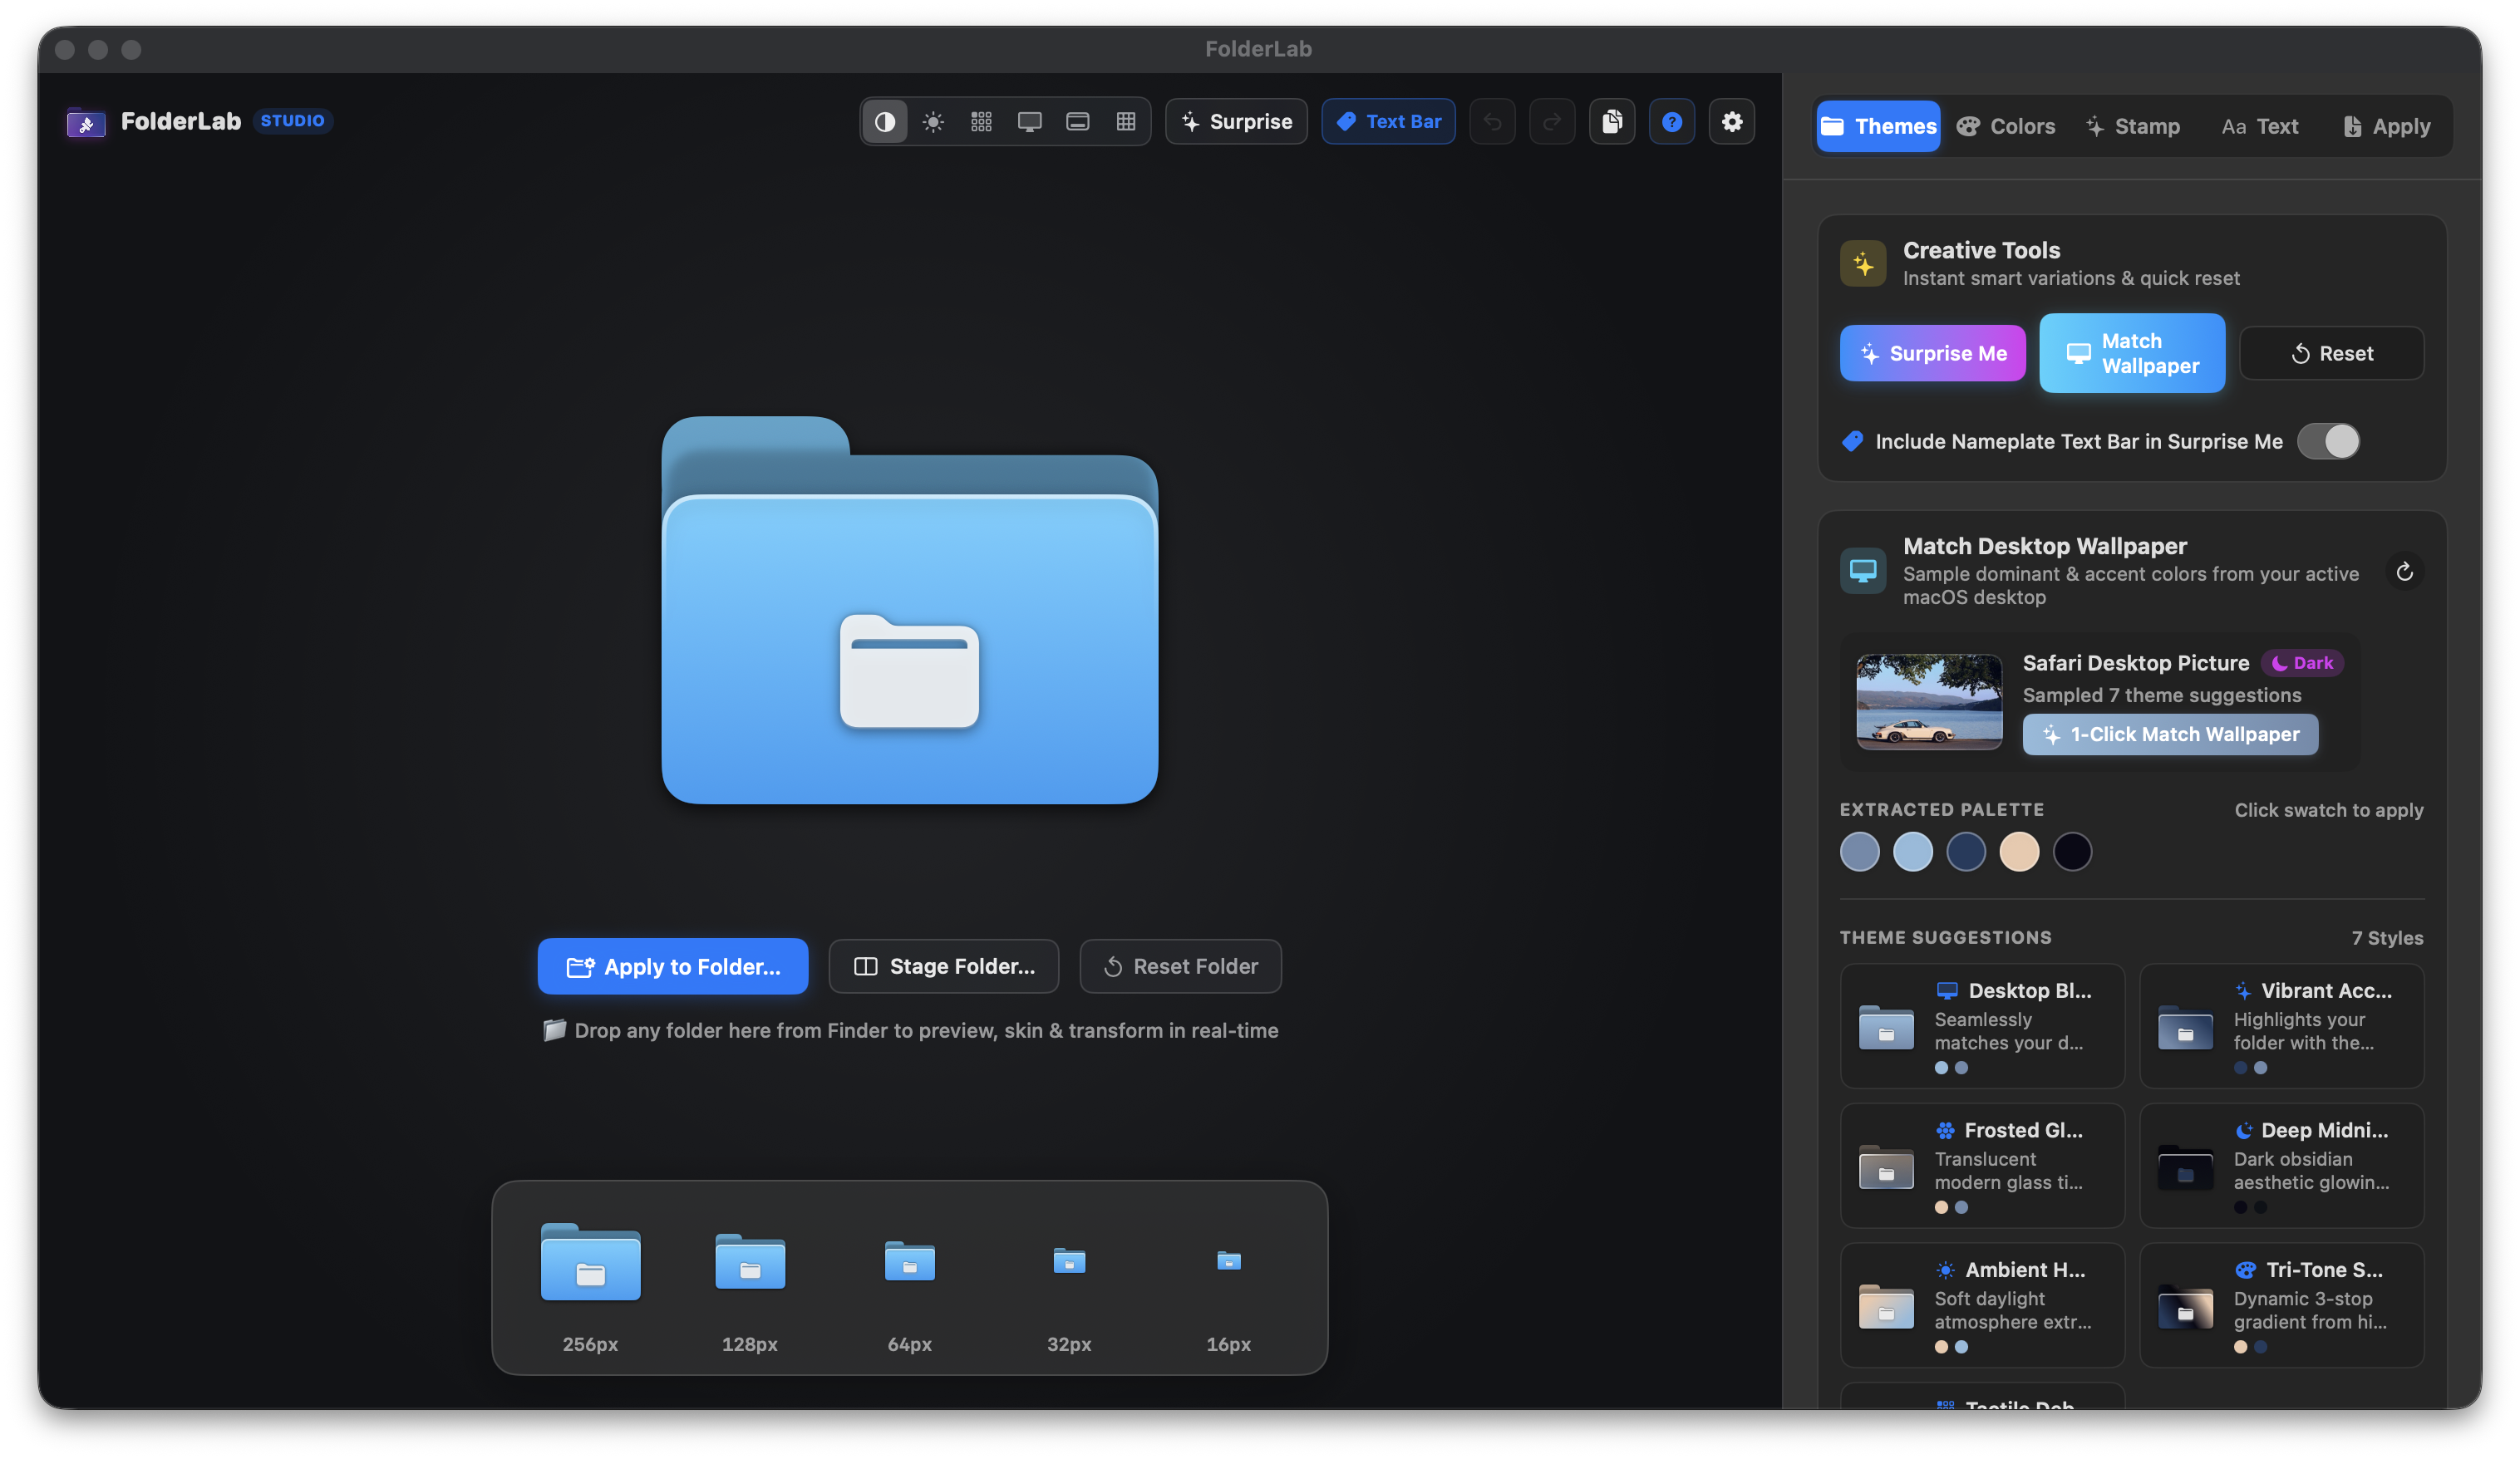 FolderLab
FolderLab STUDIO
Surprise
Text Bar
?
Themes
Colors
Stamp
Aa Text
Apply
Creative Tools
Instant smart variations & quick reset
Surprise Me
Match
Wallpaper
Reset
Include Nameplate Text Bar in Surprise Me
Match Desktop Wallpaper
Sample dominant & accent colors from your active
macOS desktop
Safari Desktop Picture
Dark
Sampled 7 theme suggestions
1-Click Match Wallpaper
EXTRACTED PALETTE
Click swatch to apply
THEME SUGGESTIONS
7 Styles
Desktop Bl...
Seamlessly
matches your d...
Vibrant Acc...
Highlights your
folder with the...
Frosted Gl...
Translucent
modern glass ti...
Deep Midni...
Dark obsidian
aesthetic glowin...
Ambient H...
Soft daylight
atmosphere extr...
Tri-Tone S...
Dynamic 3-stop
gradient from hi...
Apply to Folder...
Stage Folder...
Reset Folder
Drop any folder here from Finder to preview, skin & transform in real-time
256px
128px
64px
32px
16px